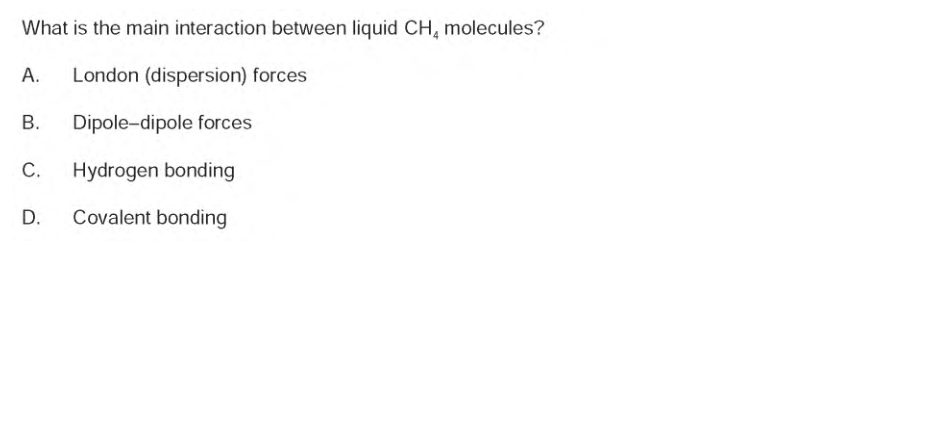 What is the main interaction between liquid CH₄ molecules?
A. London (dispersion) forces
B. Dipole–dipole forces
C. Hydrogen bonding
D. Covalent bonding